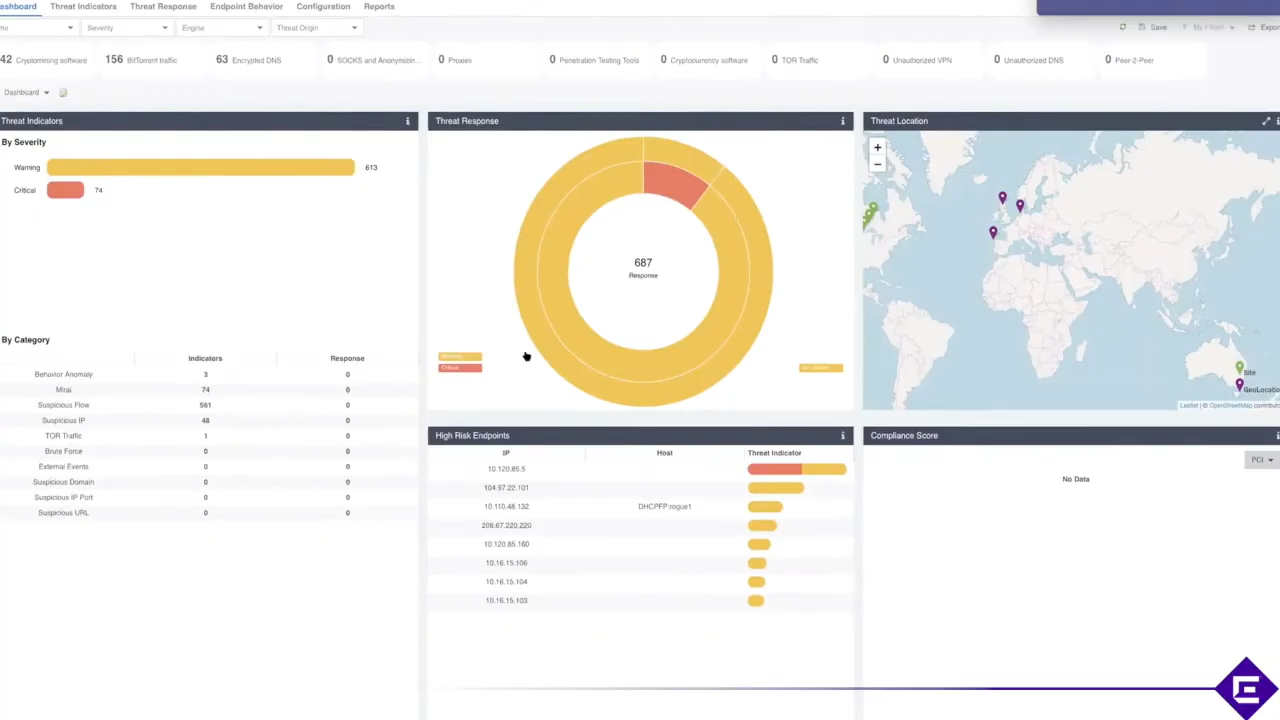 ashboard Threat Indicators Threat Response Endpoint Behavior Configuration Reports
me Severity Engine Threat Origin Save My Filters Expor
42 Cryptomining software 156 BitTorrent traffic 63 Encrypted DNS 0 SOCKS and Anonymizin... 0 Proxies 0 Penetration Testing Tools 0 Cryptocurrency software 0 TOR Traffic 0 Unauthorized VPN 0 Unauthorized DNS 0 Peer-2-Peer
Dashboard
Threat Indicators
By Severity
Warning 613
Critical 74
By Category
Indicators Response
Behavior Anomaly 3 0
Mirai 74 0
Suspicious Flow 561 0
Suspicious IP 48 0
TOR Traffic 1 0
Brute Force 0 0
External Events 0 0
Suspicious Domain 0 0
Suspicious IP Port 0 0
Suspicious URL 0 0
Threat Response
687
Response
Critical
Threat Location
+
−
Site
GeoLocatio
Leaflet | © OpenStreetMap contributo
High Risk Endpoints
IP Host Threat Indicator
10.120.85.5
104.97.22.101
10.110.48.132 DHCPFP:rogue1
208.67.220.220
10.120.85.160
10.16.15.106
10.16.15.104
10.16.15.103
Compliance Score
PCI
No Data